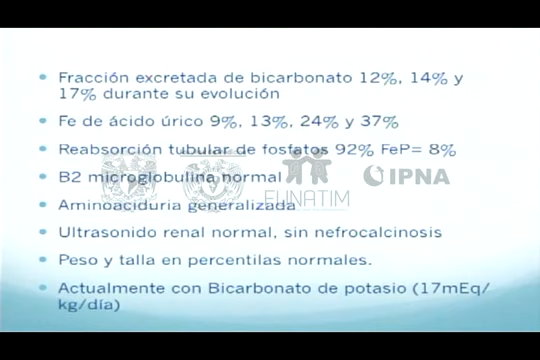 Fracción excretada de bicarbonato 12%, 14% y
17% durante su evolución
Fe de ácido úrico 9%, 13%, 24% y 37%
Reabsorción tubular de fosfatos 92% FeP= 8%
B2 microglobulina normal
IPNA
FUNATIM
Aminoaciduria generalizada
Ultrasonido renal normal, sin nefrocalcinosis
Peso y talla en percentilas normales.
Actualmente con Bicarbonato de potasio (17mEq/
kg/día)